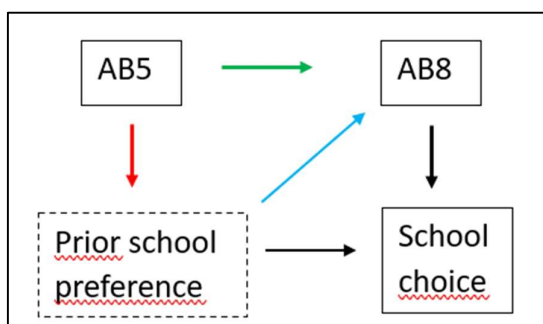 AB5
AB8
Prior school
preference
School
choice